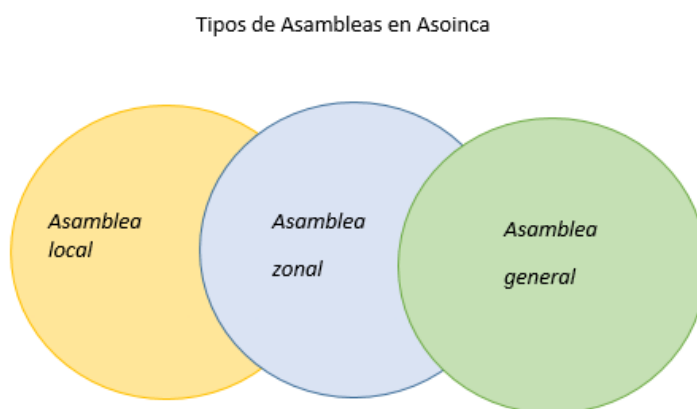 Tipos de Asambleas en Asoinca
Asamblea
local
Asamblea
zonal
Asamblea
general